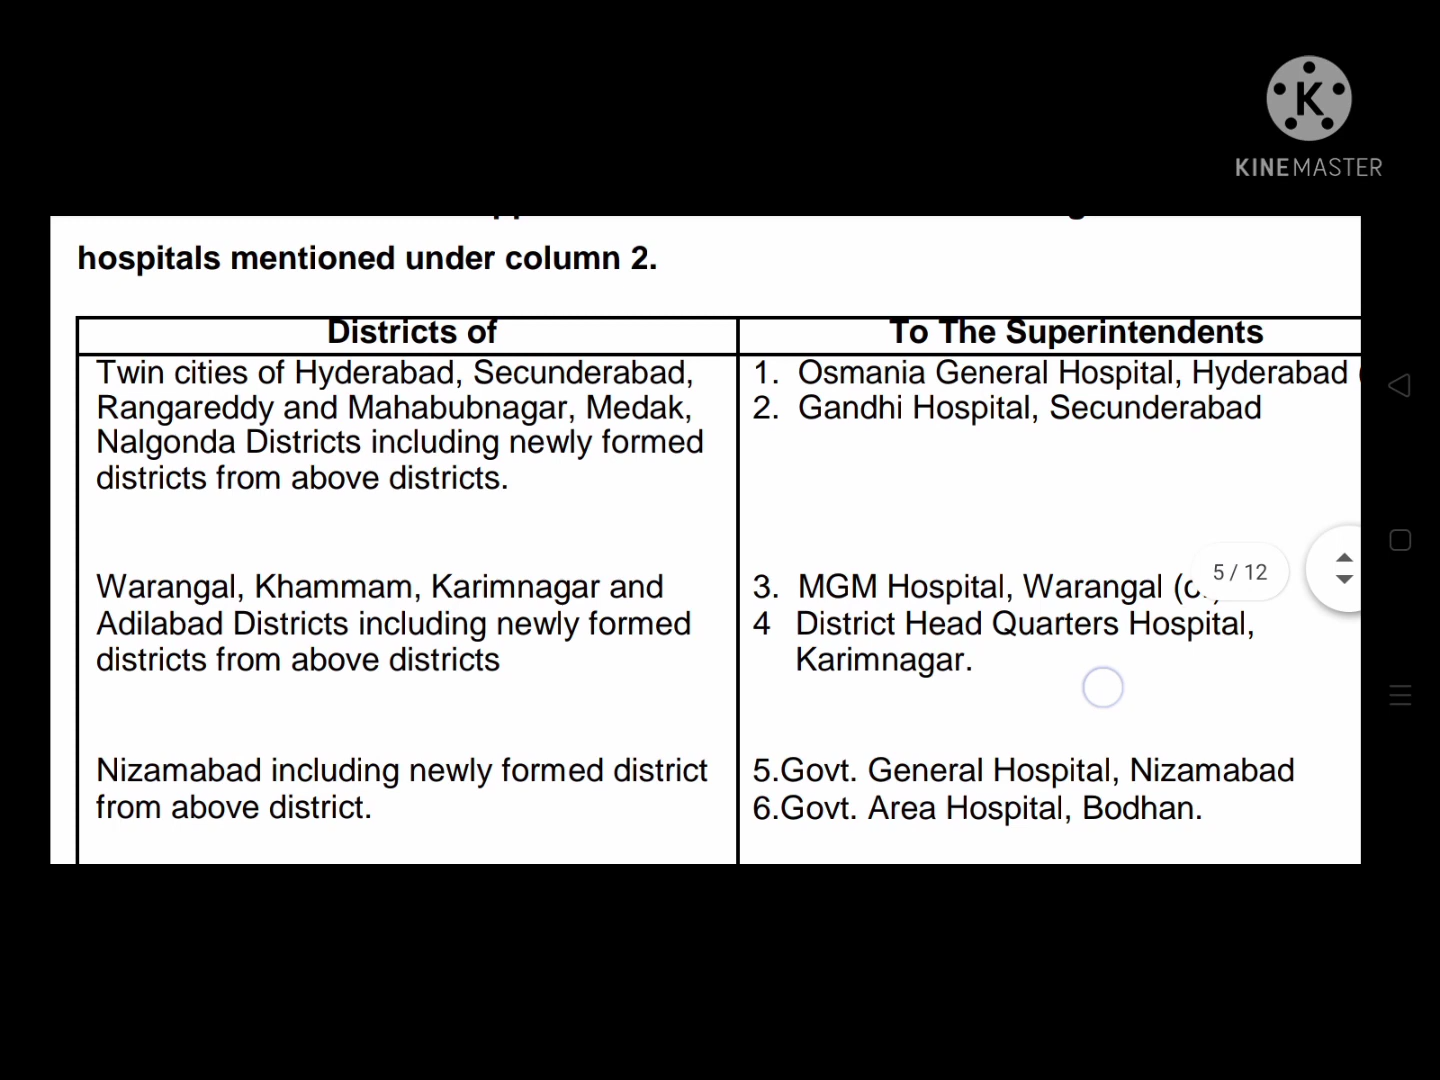 K
KINEMASTER
hospitals mentioned under column 2.
Districts of
To The Superintendents
Twin cities of Hyderabad, Secunderabad,
Rangareddy and Mahabubnagar, Medak,
Nalgonda Districts including newly formed
districts from above districts.
1. Osmania General Hospital, Hyderabad
2. Gandhi Hospital, Secunderabad
Warangal, Khammam, Karimnagar and
Adilabad Districts including newly formed
districts from above districts
3. MGM Hospital, Warangal
4 District Head Quarters Hospital,
Karimnagar.
5 / 12
Nizamabad including newly formed district
from above district.
5.Govt. General Hospital, Nizamabad
6.Govt. Area Hospital, Bodhan.